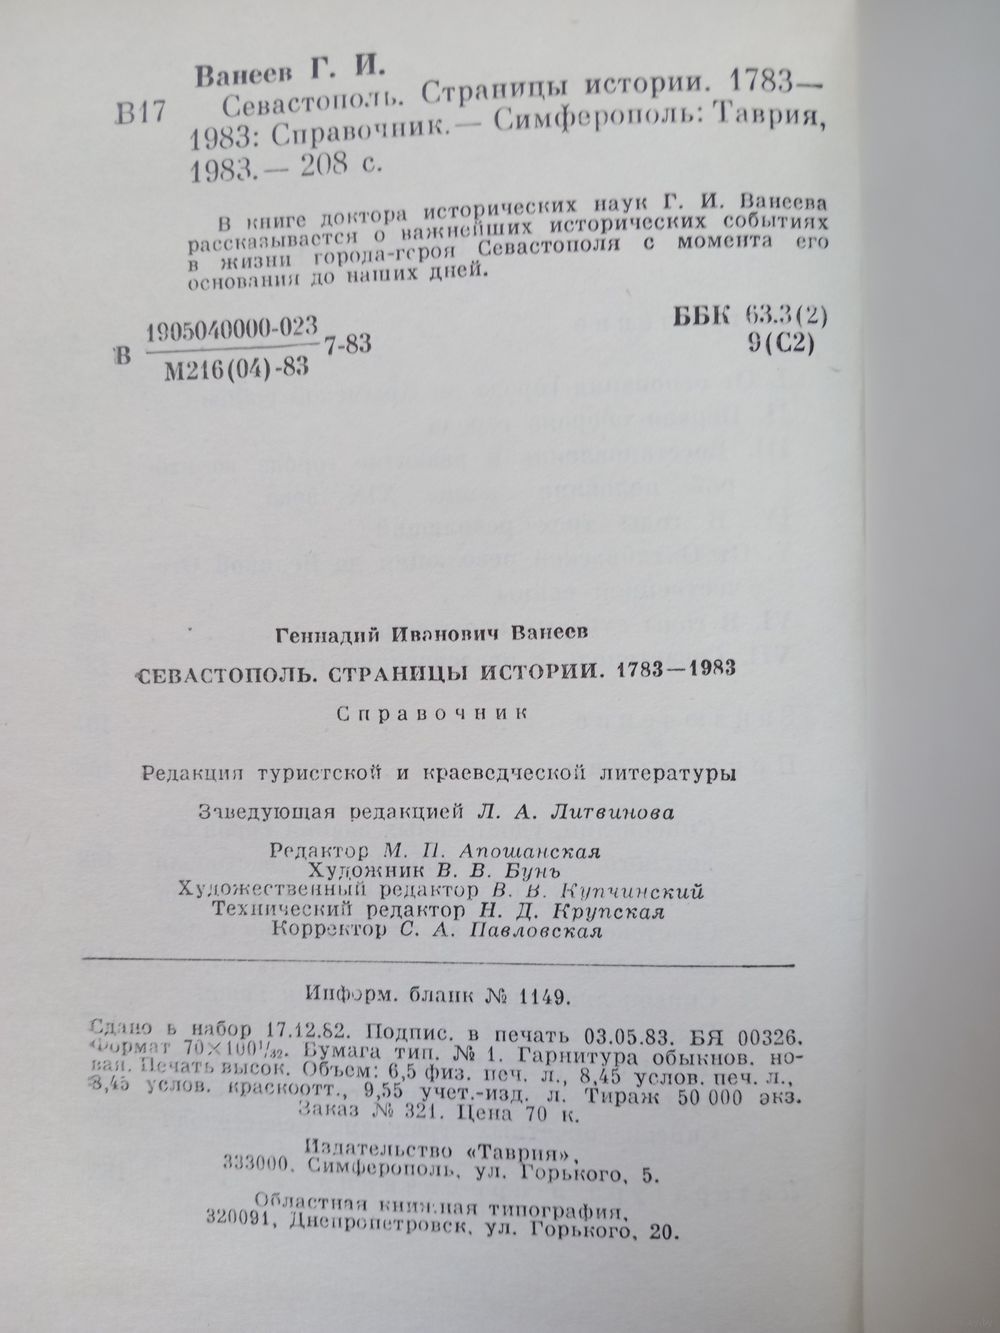 Ванеев Г. И.
В17 Севастополь. Страницы истории. 1783—
1983: Справочник.— Симферополь: Таврия,
1983.— 208 с.
В книге доктора исторических наук Г. И. Ванеева
рассказывается о важнейших исторических событиях
в жизни города-героя Севастополя с момента его
основания до наших дней.
В 1905040000-023
М216(04)-83
7-83
ББК 63.3(2)
9(С2)
Геннадий Иванович Ванеев
СЕВАСТОПОЛЬ. СТРАНИЦЫ ИСТОРИИ. 1783—1983
Справочник
Редакция туристской и краеведческой литературы
Заведующая редакцией Л. А. Литвинова
Редактор М. П. Апошанская
Художник В. В. Бунь
Художественный редактор В. В. Купчинский
Технический редактор Н. Д. Крупская
Корректор С. А. Павловская
Информ. бланк № 1149.
Сдано в набор 17.12.82. Подпис. в печать 03.05.83. БЯ 00326.
Формат 70×100¹/₃₂. Бумага тип. № 1. Гарнитура обыкнов. но-
вая. Печать высок. Объем: 6,5 физ. печ. л., 8,45 услов. печ. л.,
8,45 услов. краскоотт., 9,55 учет.-изд. л. Тираж 50 000 экз.
Заказ № 321. Цена 70 к.
Издательство «Таврия»,
333000, Симферополь, ул. Горького, 5.
Областная книжная типография,
320091, Днепропетровск, ул. Горького, 20.